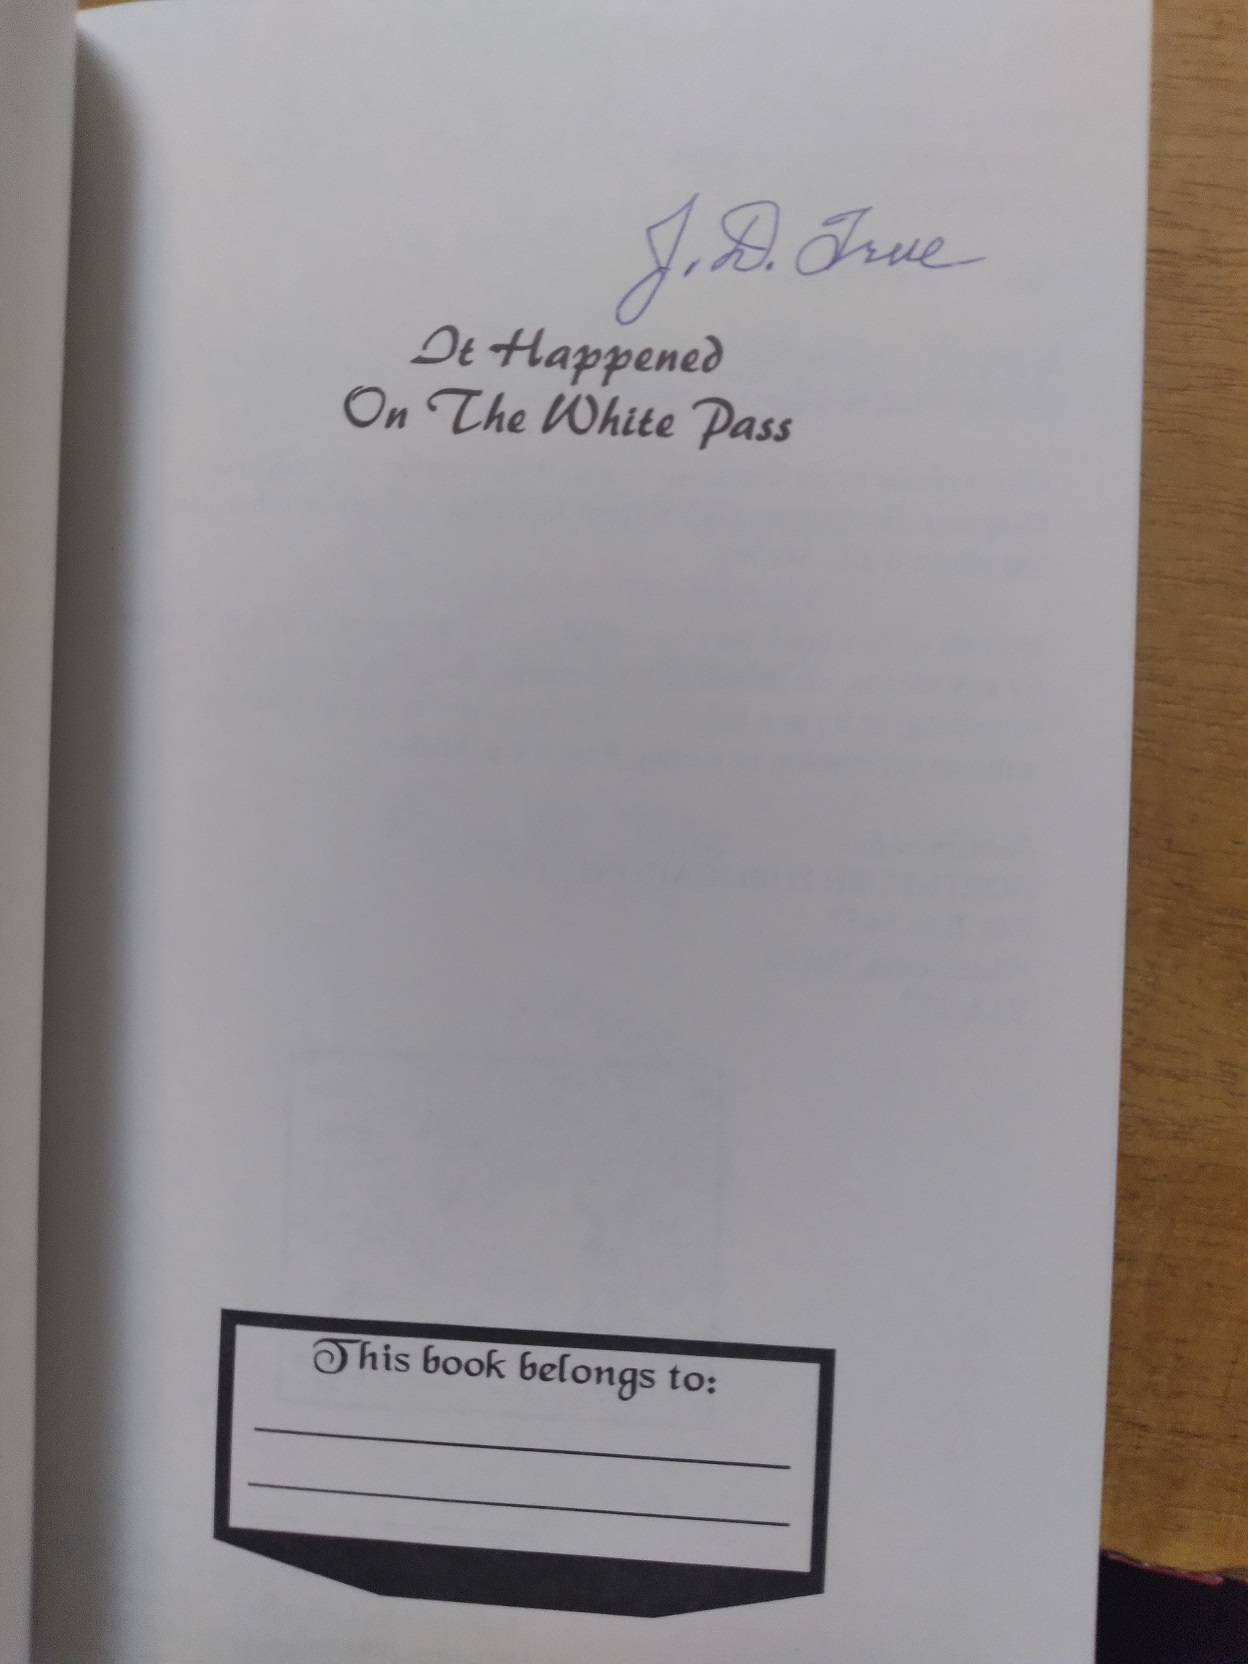 J. D. True
It Happened
On The White Pass
This book belongs to: